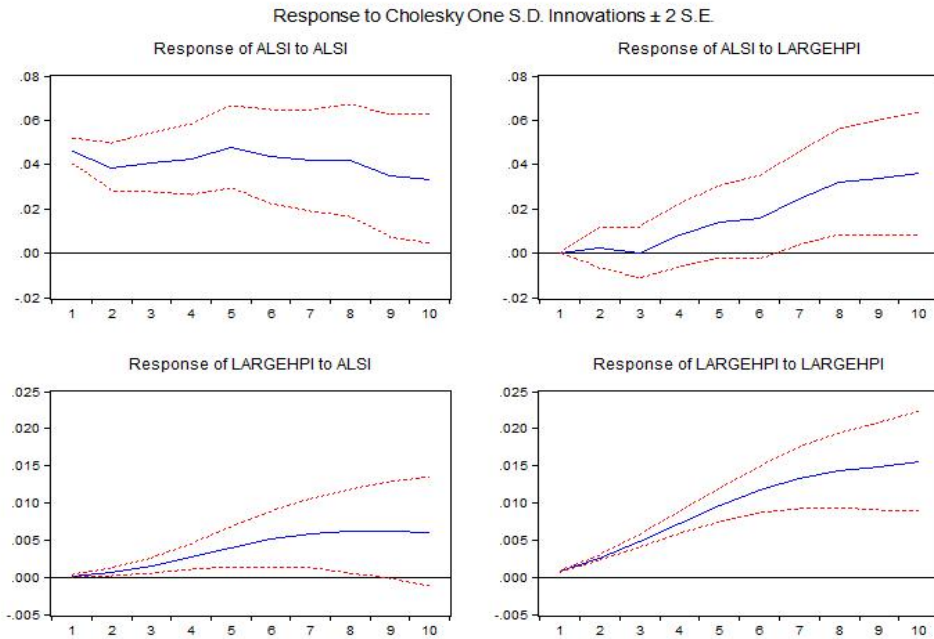 Response to Cholesky One S.D. Innovations ± 2 S.E.
Response of ALSI to ALSI
.08
.06
.04
.02
.00
-.02
1 2 3 4 5 6 7 8 9 10
Response of ALSI to LARGEHPI
.08
.06
.04
.02
.00
-.02
1 2 3 4 5 6 7 8 9 10
Response of LARGEHPI to ALSI
.025
.020
.015
.010
.005
.000
-.005
1 2 3 4 5 6 7 8 9 10
Response of LARGEHPI to LARGEHPI
.025
.020
.015
.010
.005
.000
-.005
1 2 3 4 5 6 7 8 9 10